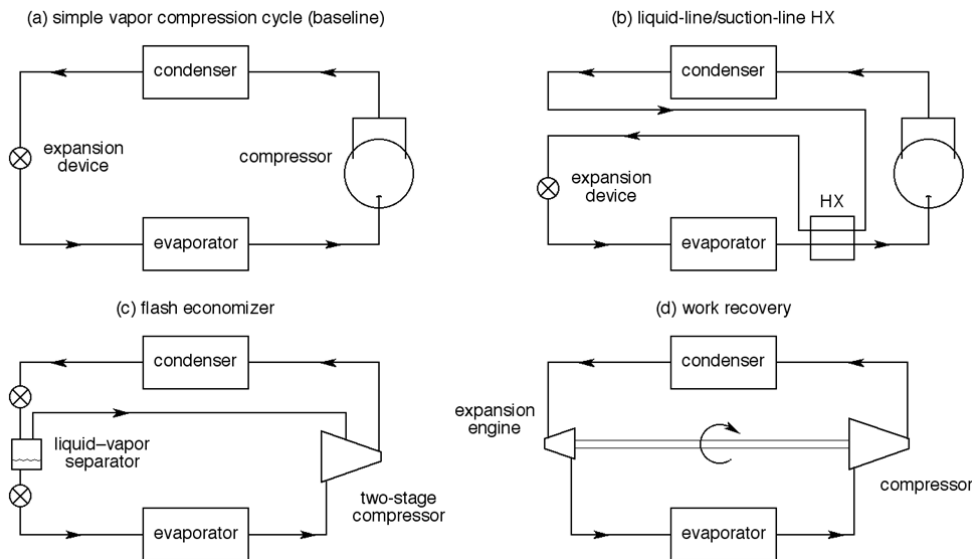 (a) simple vapor compression cycle (baseline)
condenser
expansion
device
compressor
evaporator
(b) liquid-line/suction-line HX
condenser
expansion
device
HX
evaporator
(c) flash economizer
condenser
liquid–vapor
separator
two-stage
compressor
evaporator
(d) work recovery
condenser
expansion
engine
compressor
evaporator